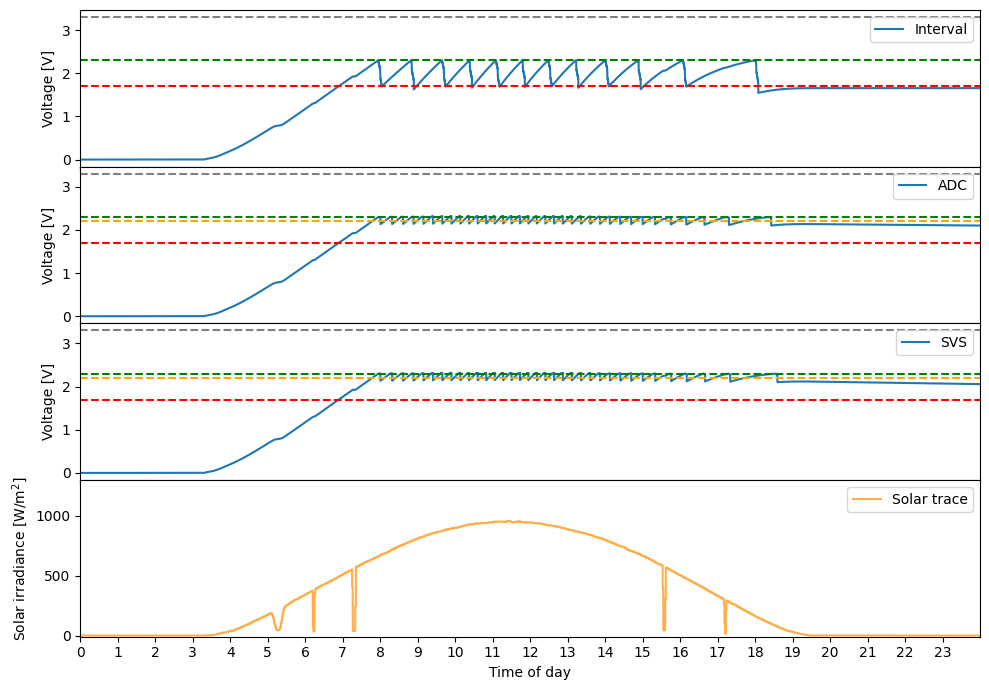 Voltage [V]
3
2
1
0
Interval
Voltage [V]
3
2
1
0
ADC
Voltage [V]
3
2
1
0
SVS
Solar irradiance [W/m²]
1000
500
0
Solar trace
0 1 2 3 4 5 6 7 8 9 10 11 12 13 14 15 16 17 18 19 20 21 22 23
Time of day